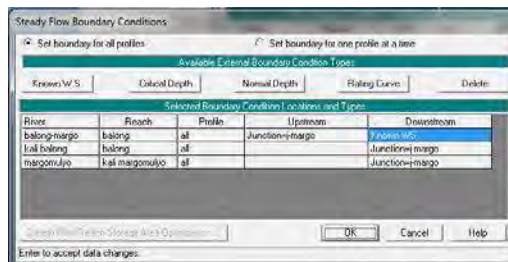 Steady Flow Boundary Conditions
Set boundary for all profiles Set boundary for one profile at a time
Available External Boundary Condition Types
Known W.S. Critical Depth Normal Depth Rating Curve Delete
Selected Boundary Condition Locations and Types
River Reach Profile Upstream Downstream
balong-margo balong all Junction=j-margo Known WS
kali balong balong all Junction=j-margo
margomulyo kali margomulyo all Junction=j-margo
OK Cancel Help
Enter to accept data changes.